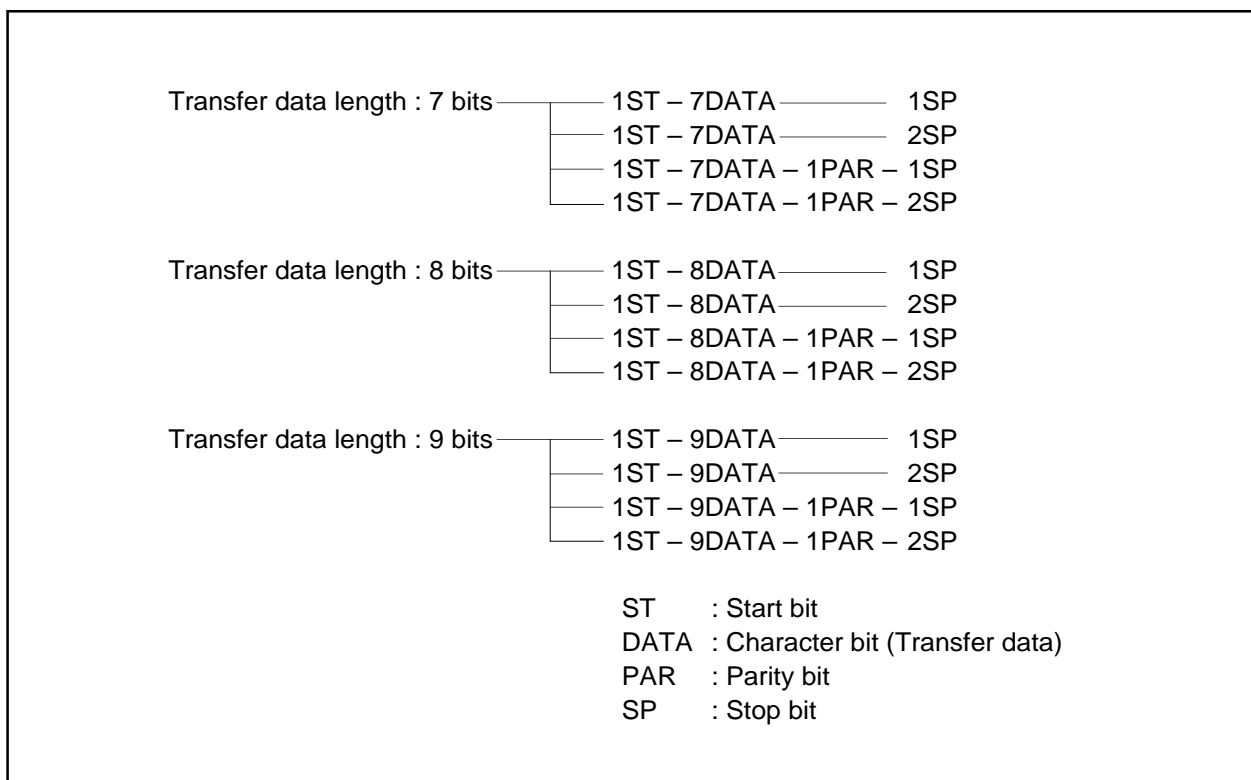 Transfer data length : 7 bits 1ST – 7DATA 1SP
1ST – 7DATA 2SP
1ST – 7DATA – 1PAR – 1SP
1ST – 7DATA – 1PAR – 2SP
Transfer data length : 8 bits 1ST – 8DATA 1SP
1ST – 8DATA 2SP
1ST – 8DATA – 1PAR – 1SP
1ST – 8DATA – 1PAR – 2SP
Transfer data length : 9 bits 1ST – 9DATA 1SP
1ST – 9DATA 2SP
1ST – 9DATA – 1PAR – 1SP
1ST – 9DATA – 1PAR – 2SP
ST : Start bit
DATA : Character bit (Transfer data)
PAR : Parity bit
SP : Stop bit